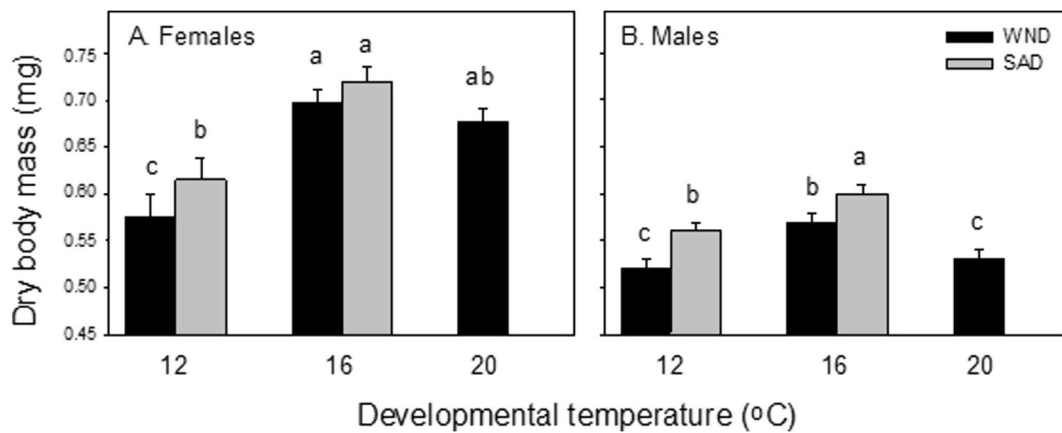 A. Females
B. Males
WND
SAD
Dry body mass (mg)
0.75
0.70
0.65
0.60
0.55
0.50
0.45
c
b
a
a
ab
c
b
b
a
c
12
16
20
12
16
20
Developmental temperature (oC)